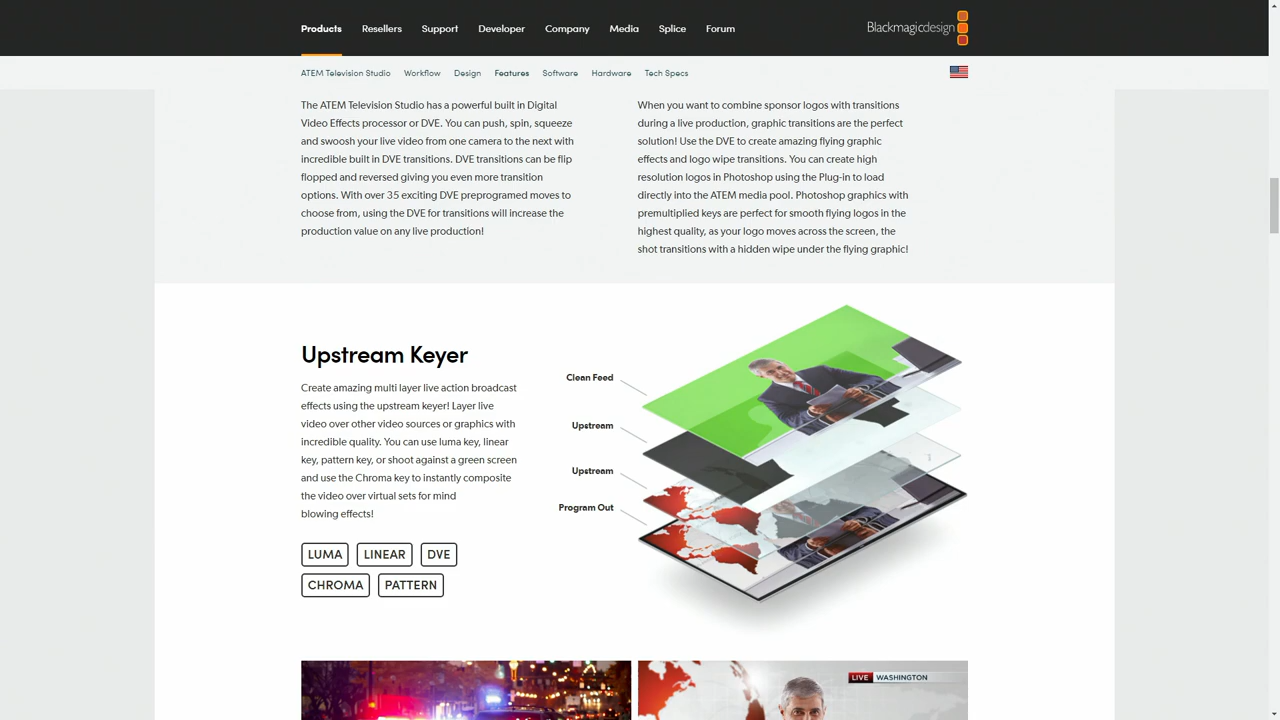 Products Resellers Support Developer Company Media Splice Forum
Blackmagicdesign
ATEM Television Studio Workflow Design Features Software Hardware Tech Specs
The ATEM Television Studio has a powerful built in Digital
Video Effects processor or DVE. You can push, spin, squeeze
and swoosh your live video from one camera to the next with
incredible built in DVE transitions. DVE transitions can be flip
flopped and reversed giving you even more transition
options. With over 35 exciting DVE preprogramed moves to
choose from, using the DVE for transitions will increase the
production value on any live production!
When you want to combine sponsor logos with transitions
during a live production, graphic transitions are the perfect
solution! Use the DVE to create amazing flying graphic
effects and logo wipe transitions. You can create high
resolution logos in Photoshop using the Plug-in to load
directly into the ATEM media pool. Photoshop graphics with
premultiplied keys are perfect for smooth flying logos in the
highest quality, as your logo moves across the screen, the
shot transitions with a hidden wipe under the flying graphic!
Upstream Keyer
Create amazing multi layer live action broadcast
effects using the upstream keyer! Layer live
video over other video sources or graphics with
incredible quality. You can use luma key, linear
key, pattern key, or shoot against a green screen
and use the Chroma key to instantly composite
the video over virtual sets for mind
blowing effects!
LUMA LINEAR DVE
CHROMA PATTERN
Clean Feed
Upstream
Upstream
Program Out
LIVE WASHINGTON